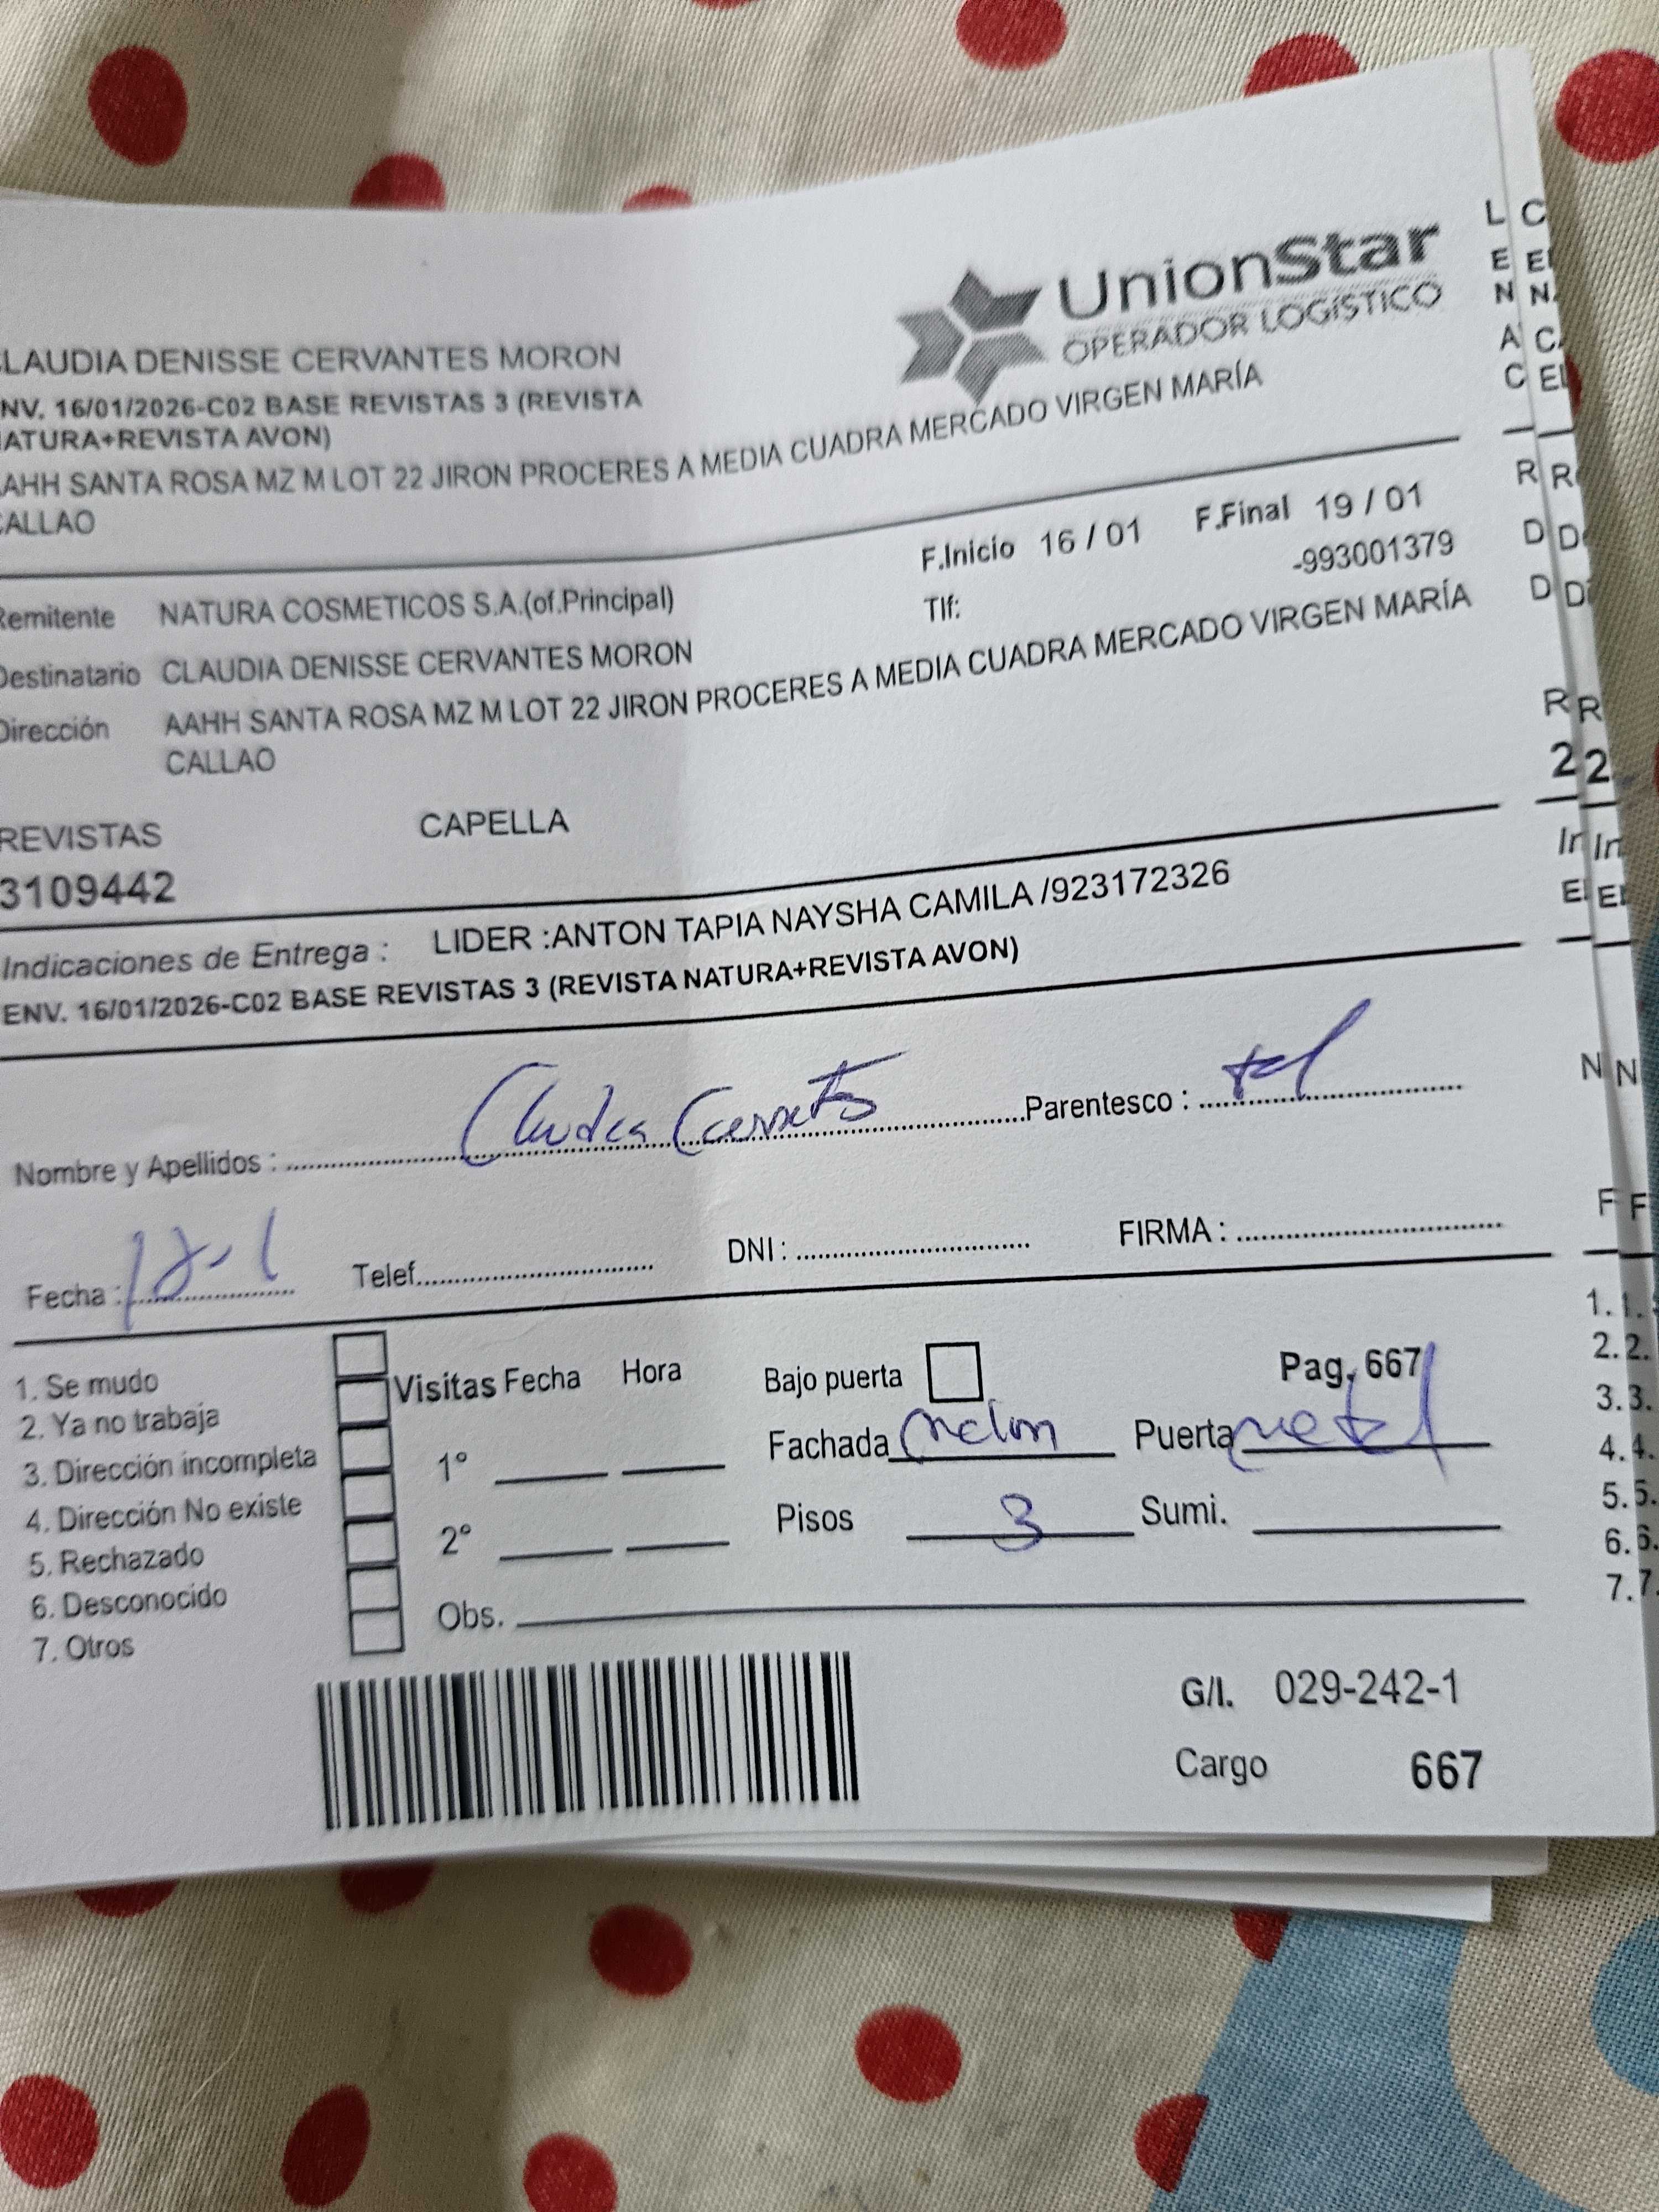 UnionStar
OPERADOR LOGÍSTICO
LAUDIA DENISSE CERVANTES MORON
NV. 16/01/2026-C02 BASE REVISTAS 3 (REVISTA
ATURA+REVISTA AVON)
AAHH SANTA ROSA MZ M LOT 22 JIRON PROCERES A MEDIA CUADRA MERCADO VIRGEN MARÍA
CALLAO
F.Inicio 16 / 01 F.Final 19 / 01
Remitente NATURA COSMETICOS S.A.(of.Principal) Tlf: -993001379
Destinatario CLAUDIA DENISSE CERVANTES MORON
Dirección AAHH SANTA ROSA MZ M LOT 22 JIRON PROCERES A MEDIA CUADRA MERCADO VIRGEN MARÍA
CALLAO
REVISTAS CAPELLA
3109442
Indicaciones de Entrega : LIDER :ANTON TAPIA NAYSHA CAMILA /923172326
ENV. 16/01/2026-C02 BASE REVISTAS 3 (REVISTA NATURA+REVISTA AVON)
Nombre y Apellidos : Parentesco :
Fecha : Telef. DNI : FIRMA :
1. Se mudo
2. Ya no trabaja
3. Dirección incompleta
4. Dirección No existe
5. Rechazado
6. Desconocido
7. Otros
Visitas Fecha Hora
1°
2°
Bajo puerta Pag. 667
Fachada melon Puerta metal
Pisos 3 Sumi.
Obs.
G/I. 029-242-1
Cargo 667